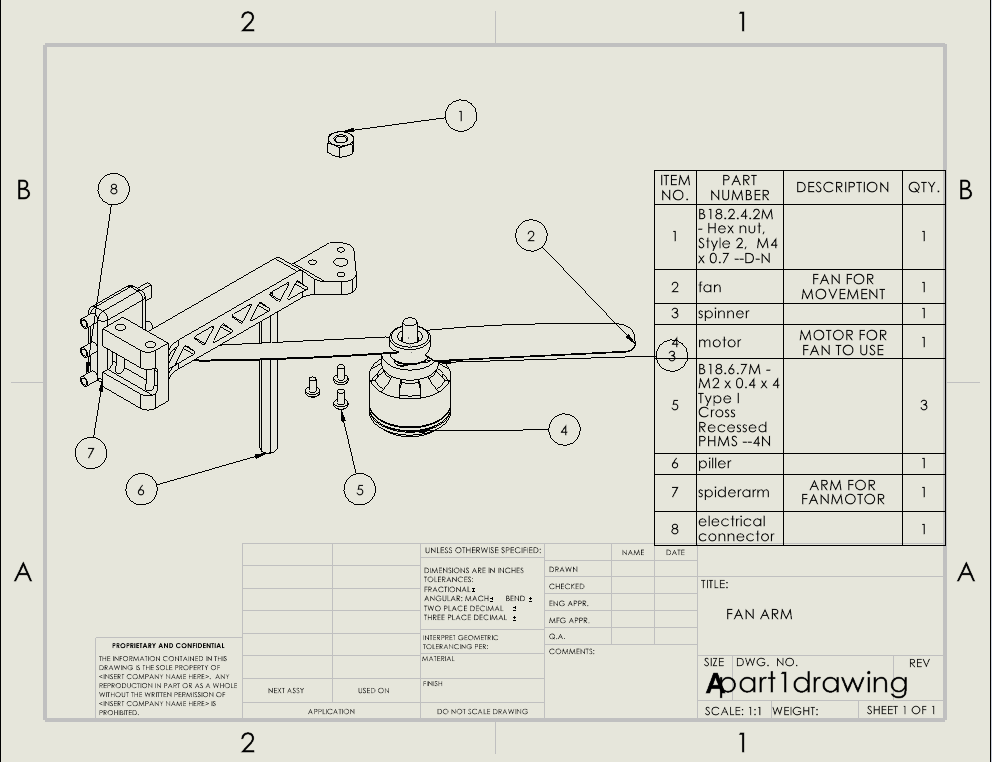 2
1
B
B
A
A
1
8
2
3
4
5
6
7
ITEM NO.
PART NUMBER
DESCRIPTION
QTY.
1
B18.2.4.2M
- Hex nut,
Style 2, M4
x 0.7 --D-N
1
2
fan
FAN FOR
MOVEMENT
1
3
spinner
1
4
motor
MOTOR FOR
FAN TO USE
1
5
B18.6.7M -
M2 x 0.4 x 4
Type I
Cross
Recessed
PHMS --4N
3
6
piller
1
7
spiderarm
ARM FOR
FANMOTOR
1
8
electrical
connector
1
UNLESS OTHERWISE SPECIFIED:
DIMENSIONS ARE IN INCHES
TOLERANCES:
FRACTIONAL±
ANGULAR: MACH± BEND ±
TWO PLACE DECIMAL ±
THREE PLACE DECIMAL ±
INTERPRET GEOMETRIC
TOLERANCING PER:
MATERIAL
FINISH
DO NOT SCALE DRAWING
NAME
DATE
DRAWN
CHECKED
ENG APPR.
MFG APPR.
Q.A.
COMMENTS:
TITLE:
FAN ARM
SIZE
DWG. NO.
REV
A
part1drawing
SCALE: 1:1
WEIGHT:
SHEET 1 OF 1
PROPRIETARY AND CONFIDENTIAL
THE INFORMATION CONTAINED IN THIS
DRAWING IS THE SOLE PROPERTY OF
<INSERT COMPANY NAME HERE>. ANY
REPRODUCTION IN PART OR AS A WHOLE
WITHOUT THE WRITTEN PERMISSION OF
<INSERT COMPANY NAME HERE> IS
PROHIBITED.
NEXT ASSY
USED ON
APPLICATION
2
1